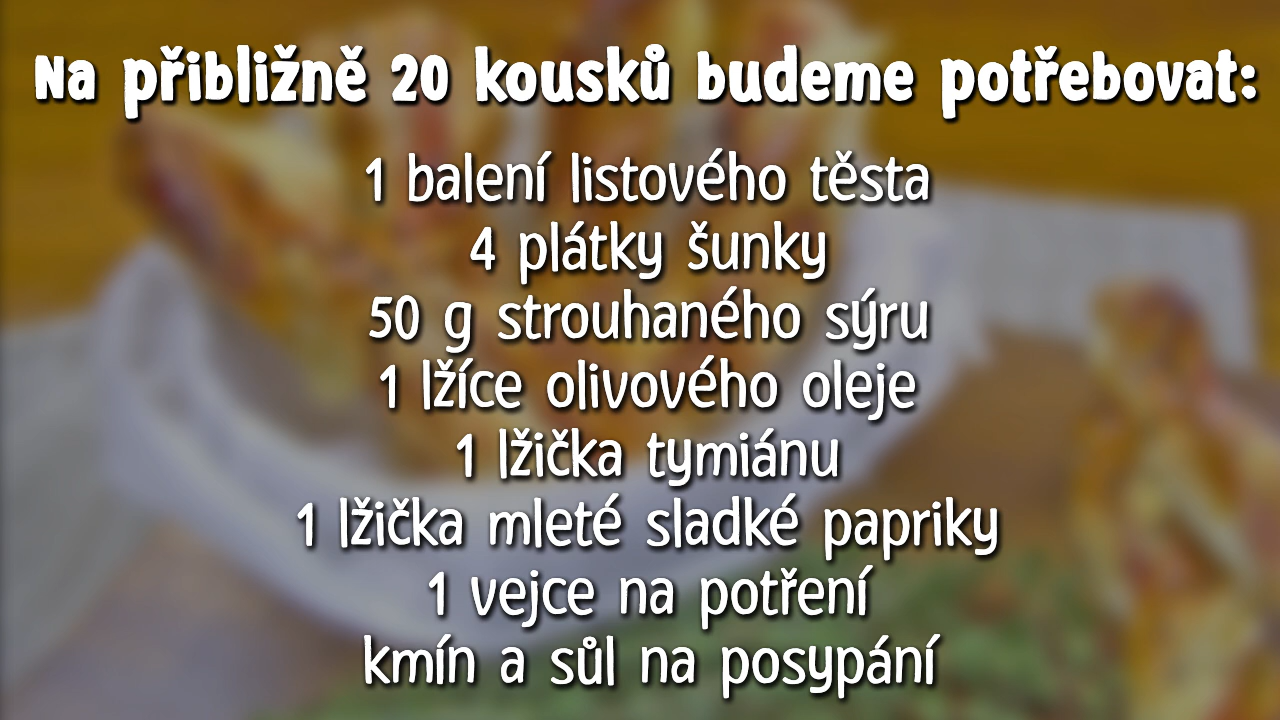 Na přibližně 20 kousků budeme potřebovat:
1 balení listového těsta
4 plátky šunky
50 g strouhaného sýru
1 lžíce olivového oleje
1 lžička tymiánu
1 lžička mleté sladké papriky
1 vejce na potření
kmín a sůl na posypání